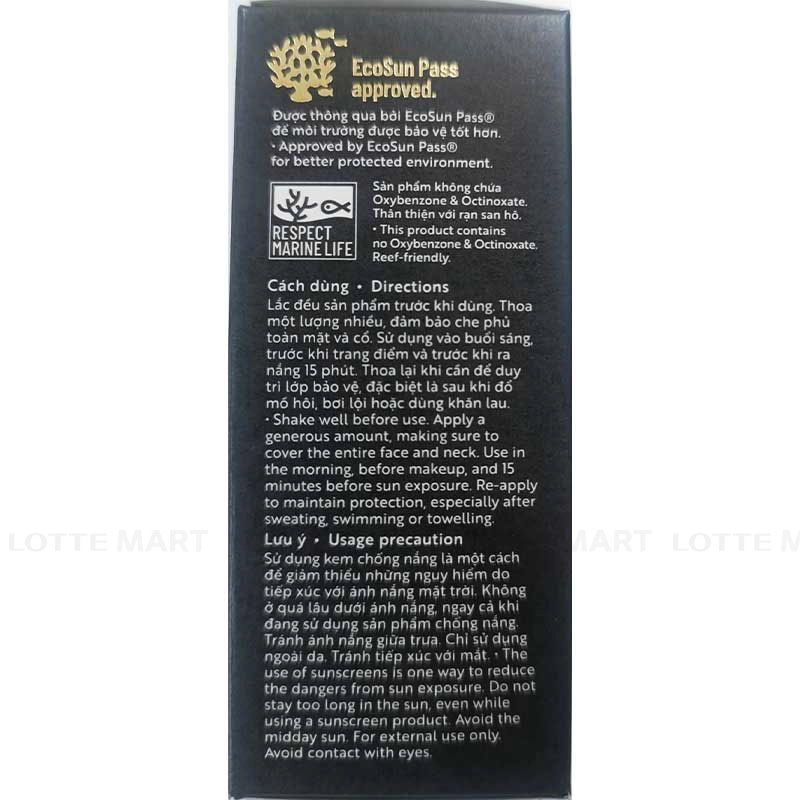 EcoSun Pass
approved.
Được thông qua bởi EcoSun Pass®
để môi trường được bảo vệ tốt hơn.
• Approved by EcoSun Pass®
for better protected environment.
RESPECT
MARINE LIFE
Sản phẩm không chứa
Oxybenzone & Octinoxate.
Thân thiện với rạn san hô.
• This product contains
no Oxybenzone & Octinoxate.
Reef-friendly.
Cách dùng • Directions
Lắc đều sản phẩm trước khi dùng. Thoa
một lượng nhiều, đảm bảo che phủ
toàn mặt và cổ. Sử dụng vào buổi sáng,
trước khi trang điểm và trước khi ra
nắng 15 phút. Thoa lại khi cần để duy
trì lớp bảo vệ, đặc biệt là sau khi đổ
mồ hôi, bơi lội hoặc dùng khăn lau.
• Shake well before use. Apply a
generous amount, making sure to
cover the entire face and neck. Use in
the morning, before makeup, and 15
minutes before sun exposure. Re-apply
to maintain protection, especially after
sweating, swimming or towelling.
Lưu ý • Usage precaution
Sử dụng kem chống nắng là một cách
để giảm thiểu những nguy hiểm do
tiếp xúc với ánh nắng mặt trời. Không
ở quá lâu dưới ánh nắng, ngay cả khi
đang sử dụng sản phẩm chống nắng.
Tránh ánh nắng giữa trưa. Chỉ sử dụng
ngoài da. Tránh tiếp xúc với mắt. • The
use of sunscreens is one way to reduce
the dangers from sun exposure. Do not
stay too long in the sun, even while
using a sunscreen product. Avoid the
midday sun. For external use only.
Avoid contact with eyes.
LOTTE MART
LOTTE M